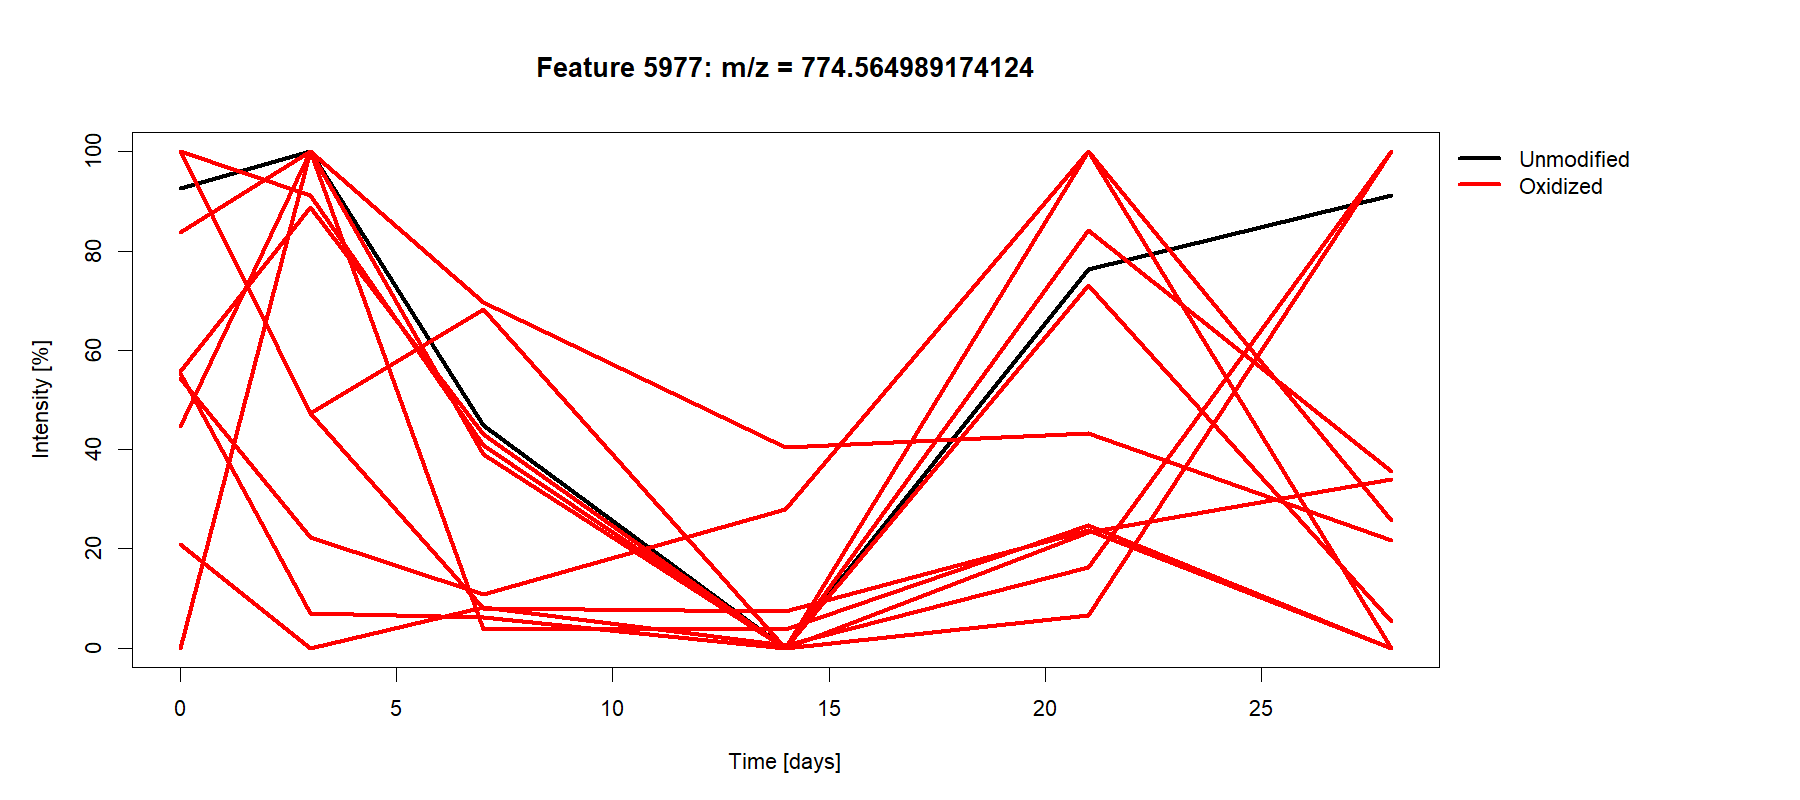 Feature 5977: m/z = 774.564989174124
Unmodified
Oxidized
Intensity [%]
100
80
60
40
20
0
0 5 10 15 20 25
Time [days]